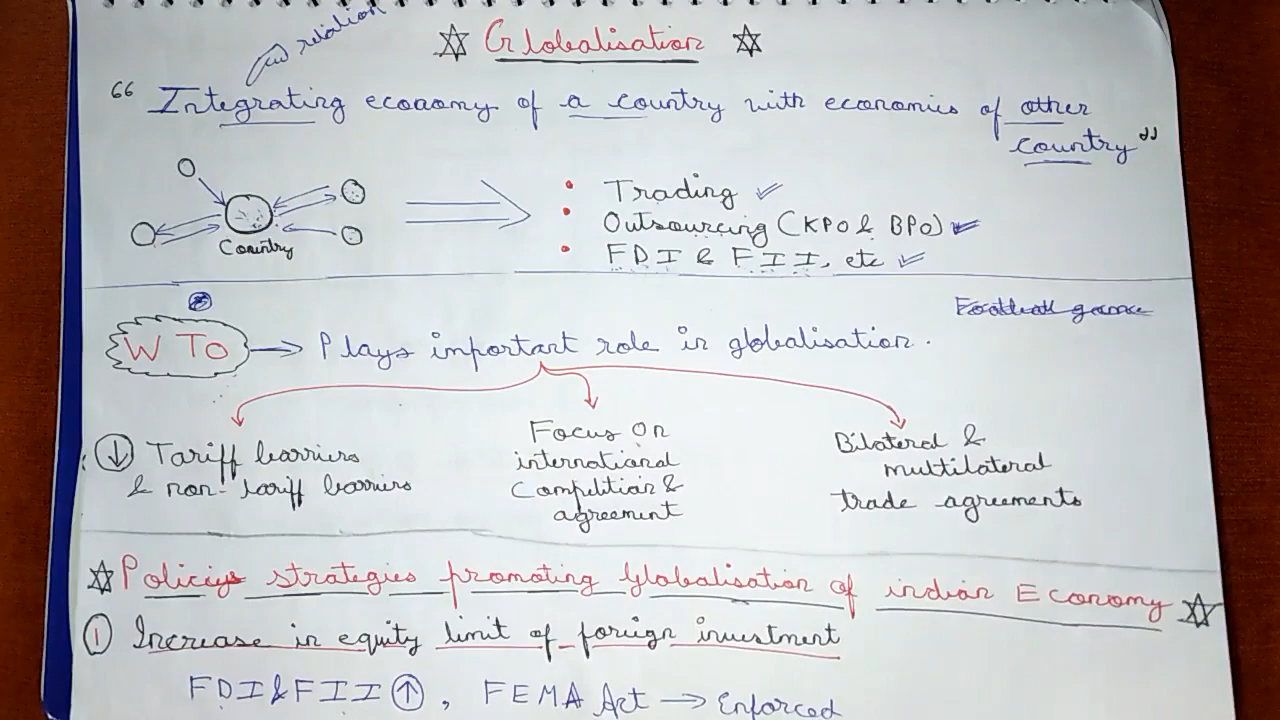 relation
Globalisation
"Integrating economy of a country with economies of other
country"
Country
• Trading
• Outsourcing (KPO & BPO)
• FDI & FII, etc
Football game
WTO → Plays important role in globalisation.
↓ Tariff barriers
& non-tariff barriers
Focus on
international
Competition &
agreement
Bilateral &
multilateral
trade agreements
Policies strategies promoting Globalisation of indian Economy
① Increase in equity limit of foreign investment
FDI & FII ↑, FEMA Act → Enforced